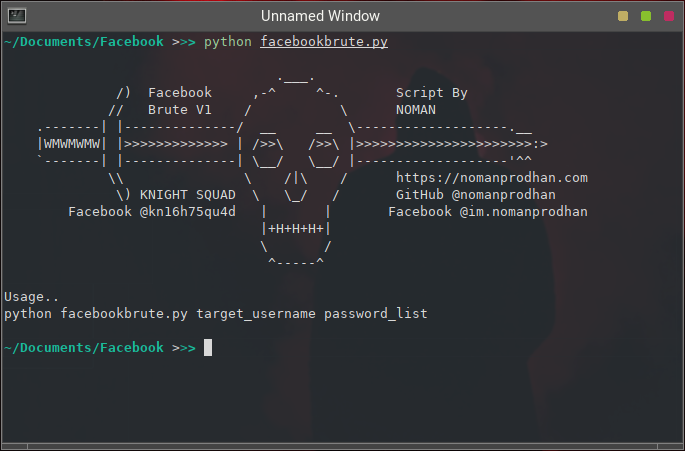 Unnamed Window
~/Documents/Facebook >>> python facebookbrute.py
                                  .___.
              /)  Facebook     ,-^     ^-.       Script By
             //   Brute V1    /           \      NOMAN
    .-------| |--------------/  __     __  \-------------------.__
    |WMWMWMW| |>>>>>>>>>>>>> | />>\   />>\ |>>>>>>>>>>>>>>>>>>>>>>:>
    `-------| |--------------| \__/   \__/ |-------------------'^^
             \\               \    /|\    /      https://nomanprodhan.com
              \) KNIGHT SQUAD  \   \_/   /       GitHub @nomanprodhan
        Facebook @kn16h75qu4d   |       |       Facebook @im.nomanprodhan
                                |+H+H+H+|
                                \       /
                                 ^-----^
Usage..
python facebookbrute.py target_username password_list
~/Documents/Facebook >>>